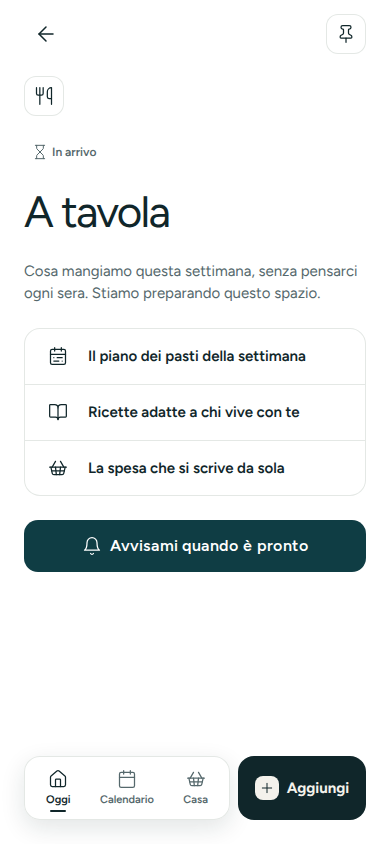 In arrivo
A tavola
Cosa mangiamo questa settimana, senza pensarci
ogni sera. Stiamo preparando questo spazio.
Il piano dei pasti della settimana
Ricette adatte a chi vive con te
La spesa che si scrive da sola
Avvisami quando è pronto
Oggi
Calendario
Casa
Aggiungi